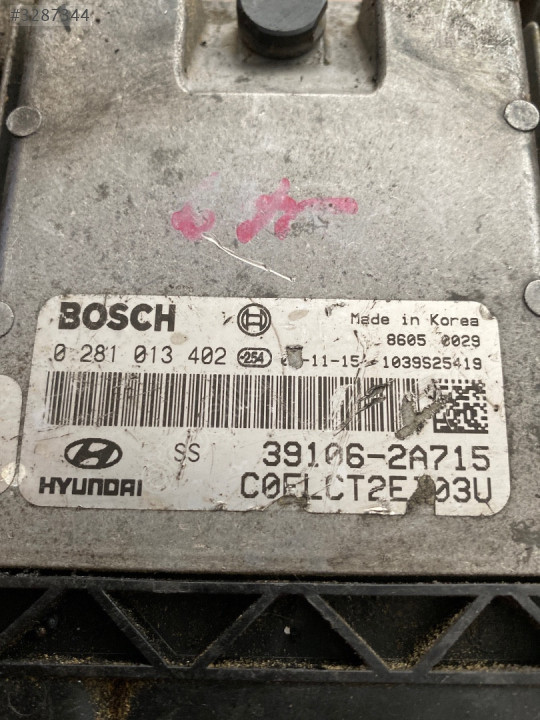 #3287344
BOSCH
Made in Korea
8605 0029
0 281 013 402 254 -11-15 1039S25419
SS 39106-2A715
HYUNDAI